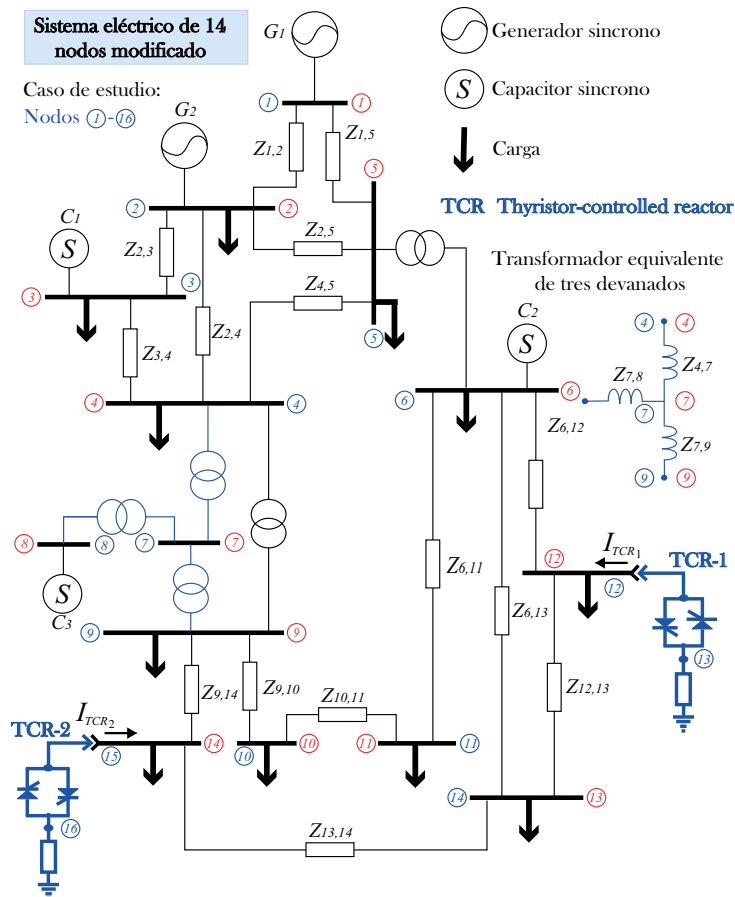 Sistema eléctrico de 14
nodos modificado
Caso de estudio:
Nodos 1-16
G1
G2
Generador sincrono
S Capacitor sincrono
Carga
TCR Thyristor-controlled reactor
1
1
Z1,2
Z1,5
5
2
2
C1
S
Z2,3
Z2,5
3
3
Z2,4
Z4,5
Z3,4
5
Transformador equivalente
de tres devanados
C2
S
4
4
Z4,7
Z7,8
7
7
Z7,9
9
9
4
4
6
6
Z6,12
8
8
7
7
S
C3
Z6,11
Z6,13
12
ITCR1
TCR-1
12
13
9
9
Z9,14
Z9,10
Z10,11
Z12,13
TCR-2
ITCR2
15
14
10
10
11
11
16
14
13
Z13,14